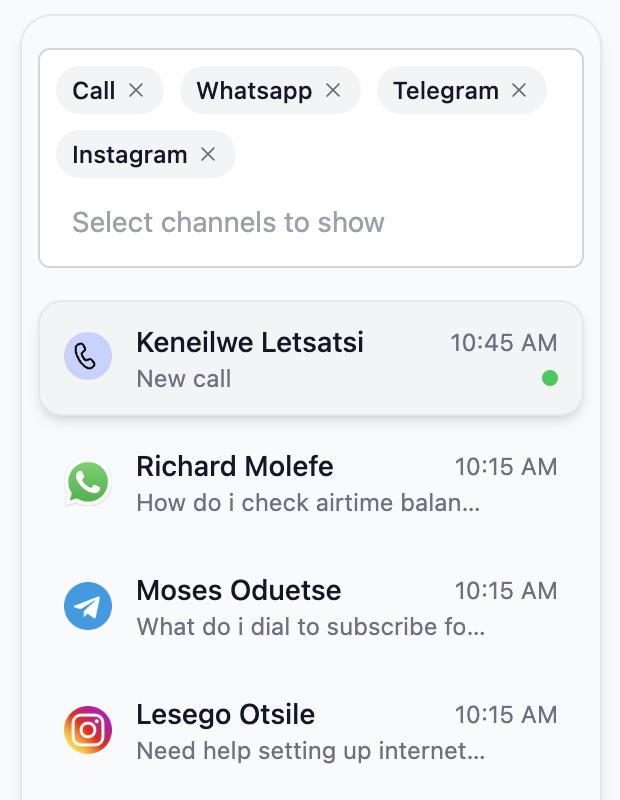 Call Whatsapp Telegram
Instagram
Select channels to show
Keneilwe Letsatsi 10:45 AM
New call
Richard Molefe 10:15 AM
How do i check airtime balan...
Moses Oduetse 10:15 AM
What do i dial to subscribe fo...
Lesego Otsile 10:15 AM
Need help setting up internet...